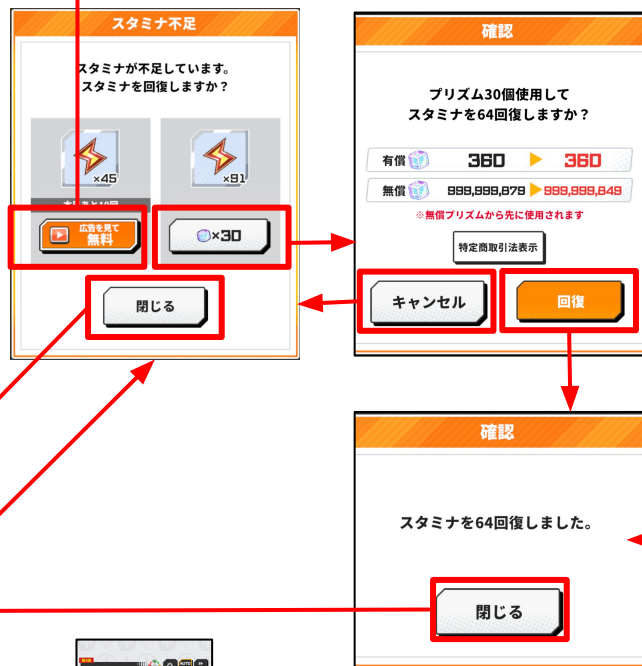 スタミナ不足
スタミナが不足しています。
スタミナを回復しますか？
×45
×91
広告を見て
無料
×30
閉じる
確認
プリズム30個使用して
スタミナを64回復しますか？
有償 360 360
無償 999,999,879 999,999,849
※無償プリズムから先に使用されます
特定商取引法表示
キャンセル
回復
確認
スタミナを64回復しました。
閉じる
AUTO